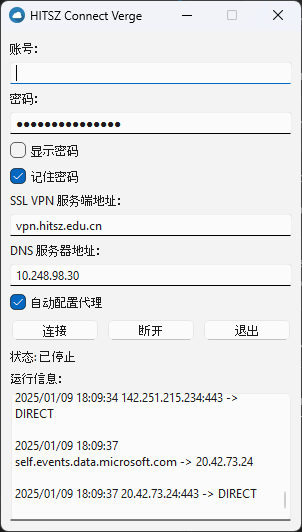 HITSZ Connect Verge
账号:
密码:
●●●●●●●●●●●●●●●
显示密码
记住密码
SSL VPN 服务端地址:
vpn.hitsz.edu.cn
DNS 服务器地址:
10.248.98.30
自动配置代理
连接 断开 退出
状态: 已停止
运行信息:
2025/01/09 18:09:34 142.251.215.234:443 ->
DIRECT
2025/01/09 18:09:37
self.events.data.microsoft.com -> 20.42.73.24
2025/01/09 18:09:37 20.42.73.24:443 -> DIRECT